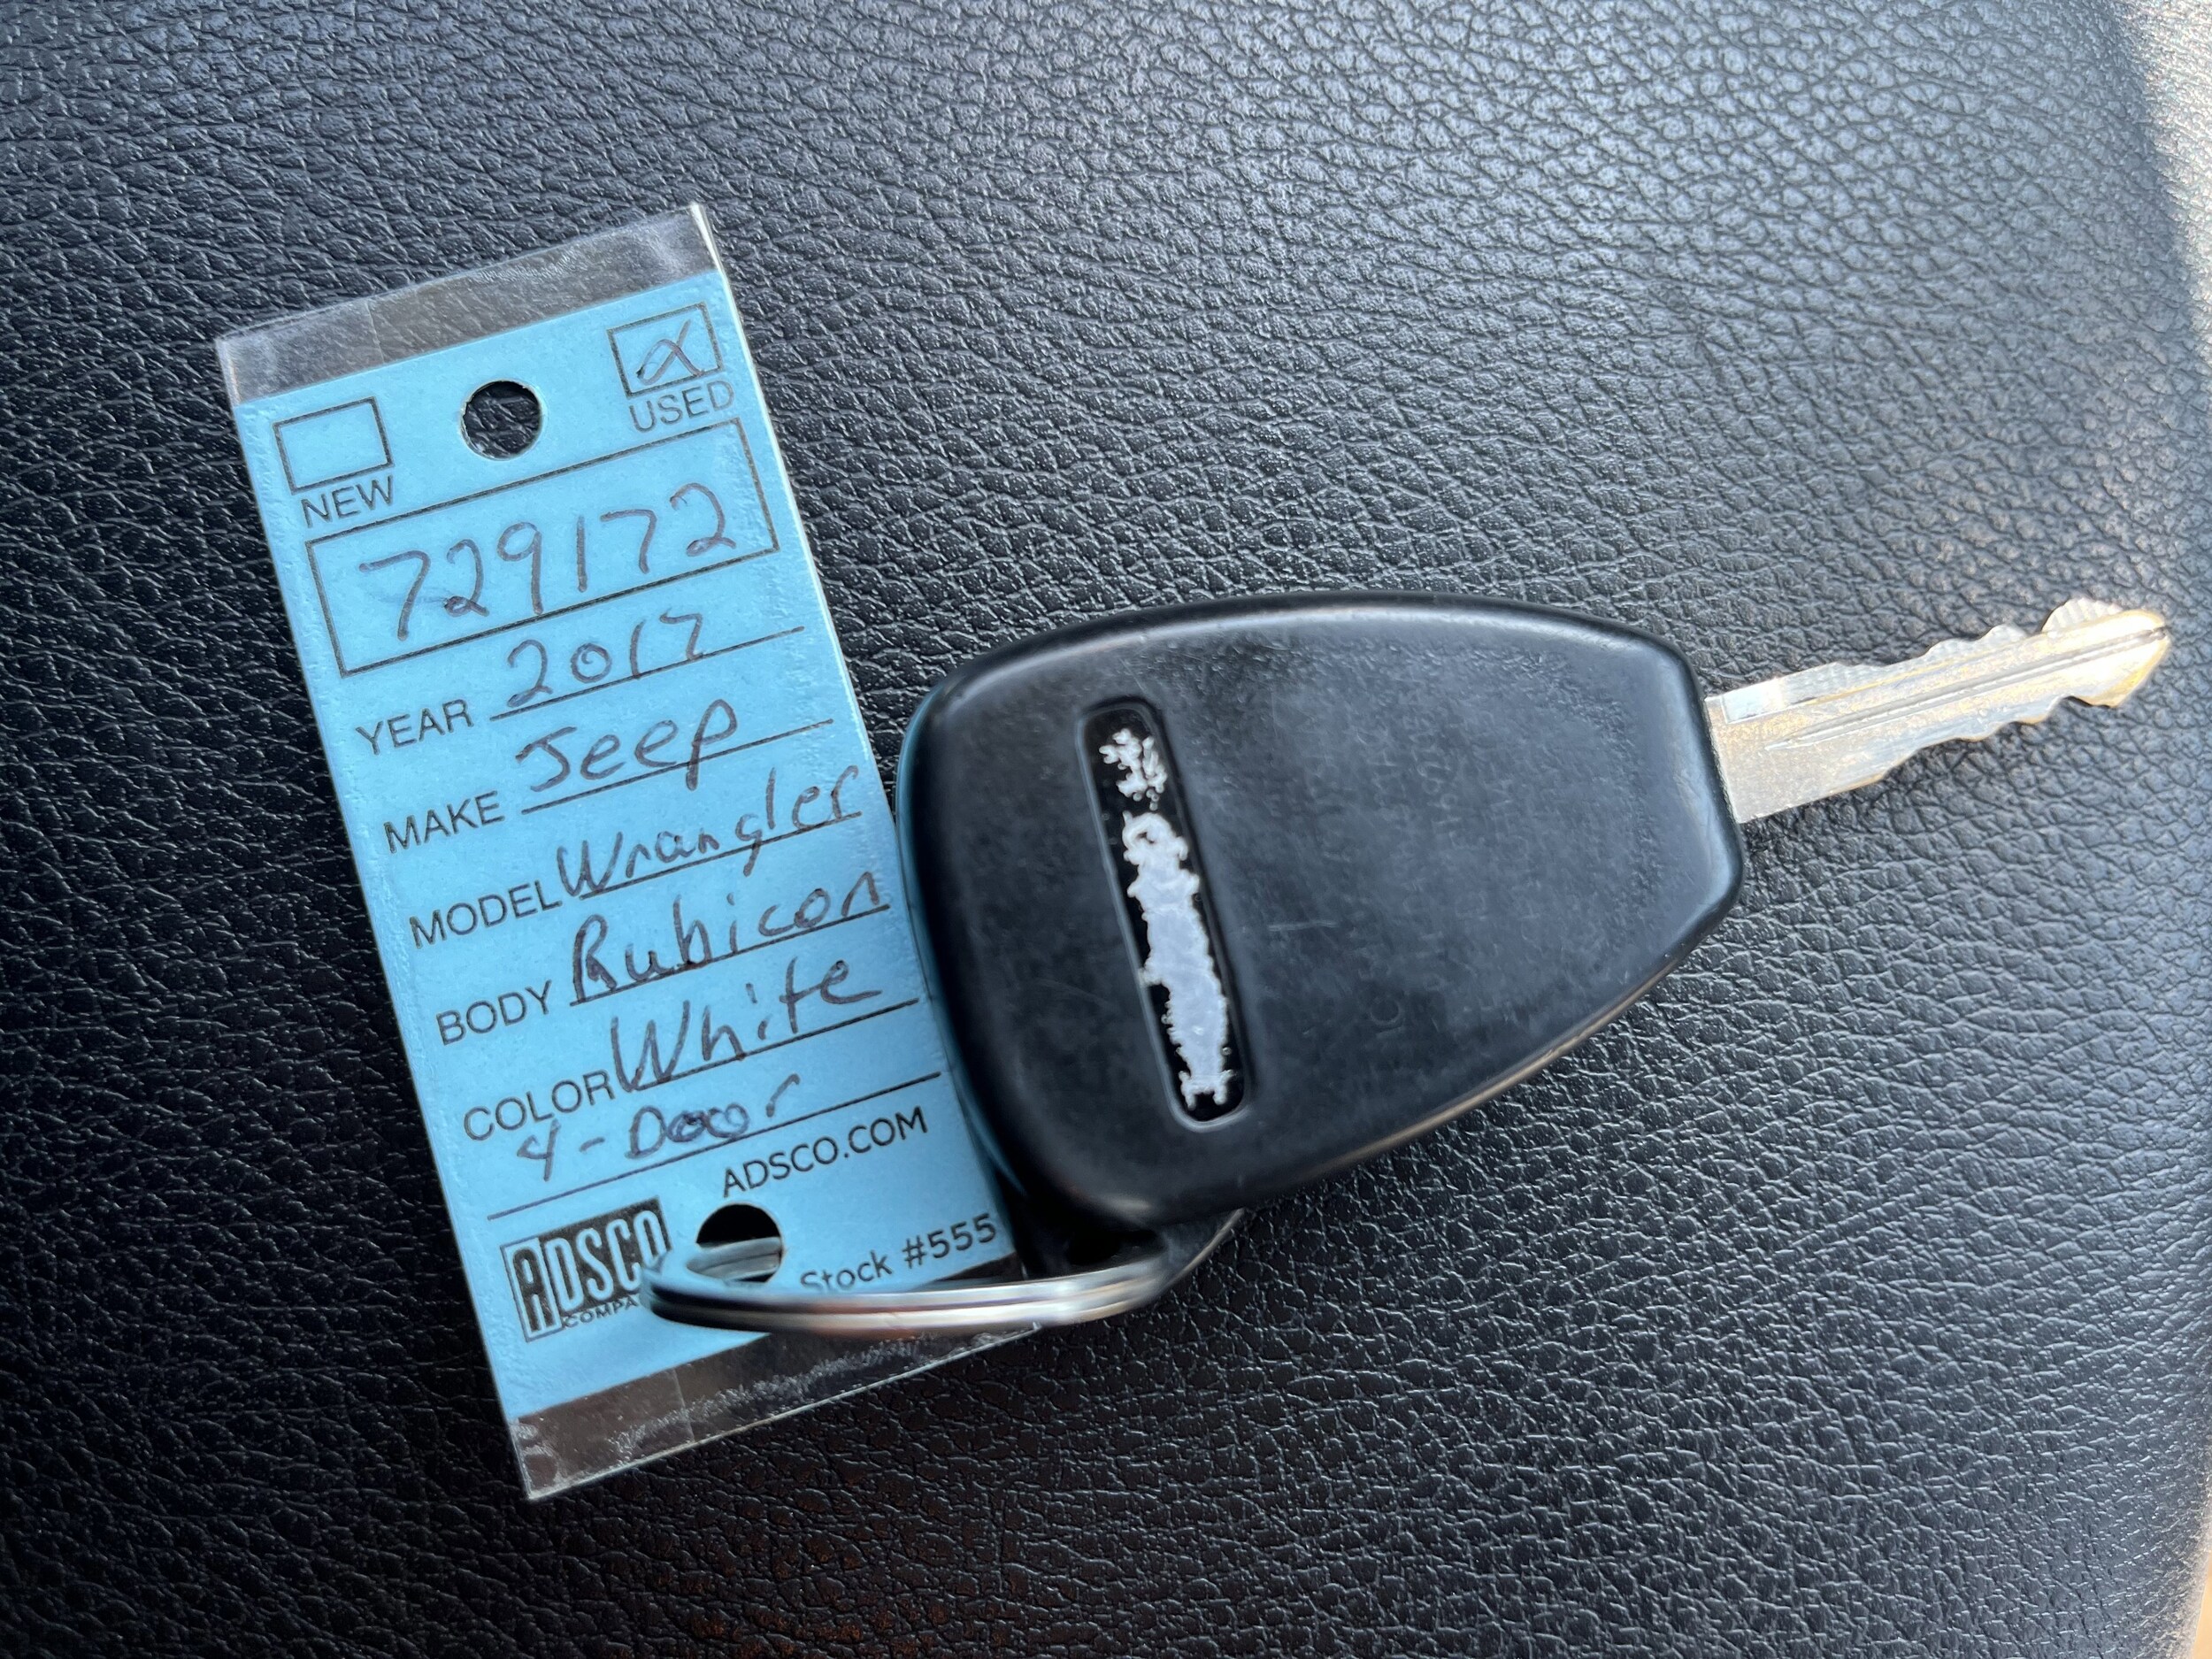 NEW
USED
729172
YEAR 2017
MAKE Jeep
MODEL Wrangler
BODY Rubicon
COLOR White
4-Door
ADSCO.COM
ADSCO
Stock #555